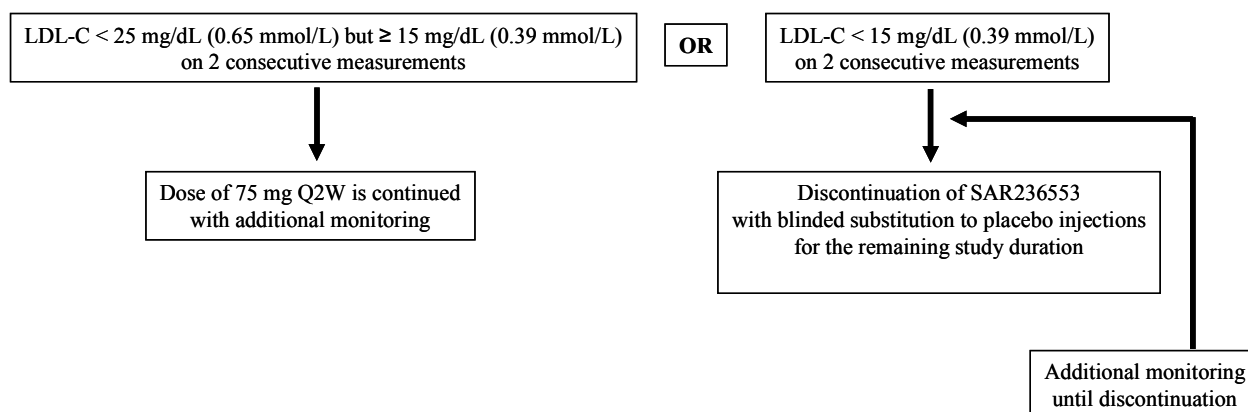 LDL-C < 25 mg/dL (0.65 mmol/L) but ≥ 15 mg/dL (0.39 mmol/L)
on 2 consecutive measurements
OR
LDL-C < 15 mg/dL (0.39 mmol/L)
on 2 consecutive measurements
Dose of 75 mg Q2W is continued
with additional monitoring
Discontinuation of SAR236553
with blinded substitution to placebo injections
for the remaining study duration
Additional monitoring
until discontinuation